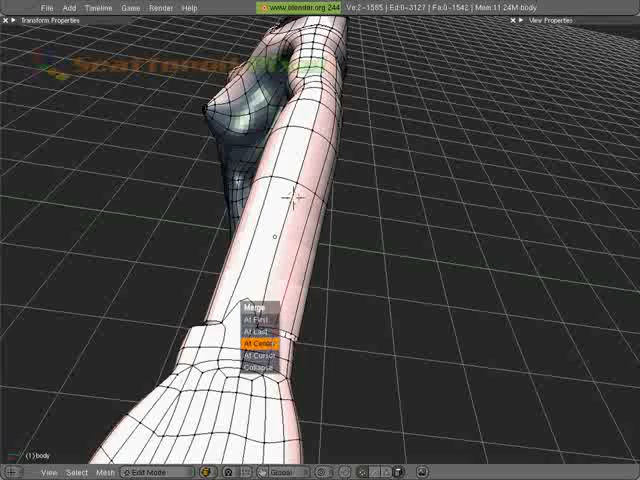 File Add Timeline Game Render Help www.blender.org 244 Ve:2-1585 | Ed:0-3127 | Fa:0-1542 | Mem:11.24M body
Transform Properties View Properties
Merge
At First
At Last
At Center
At Cursor
Collapse
(1) body
View Select Mesh Edit Mode Global